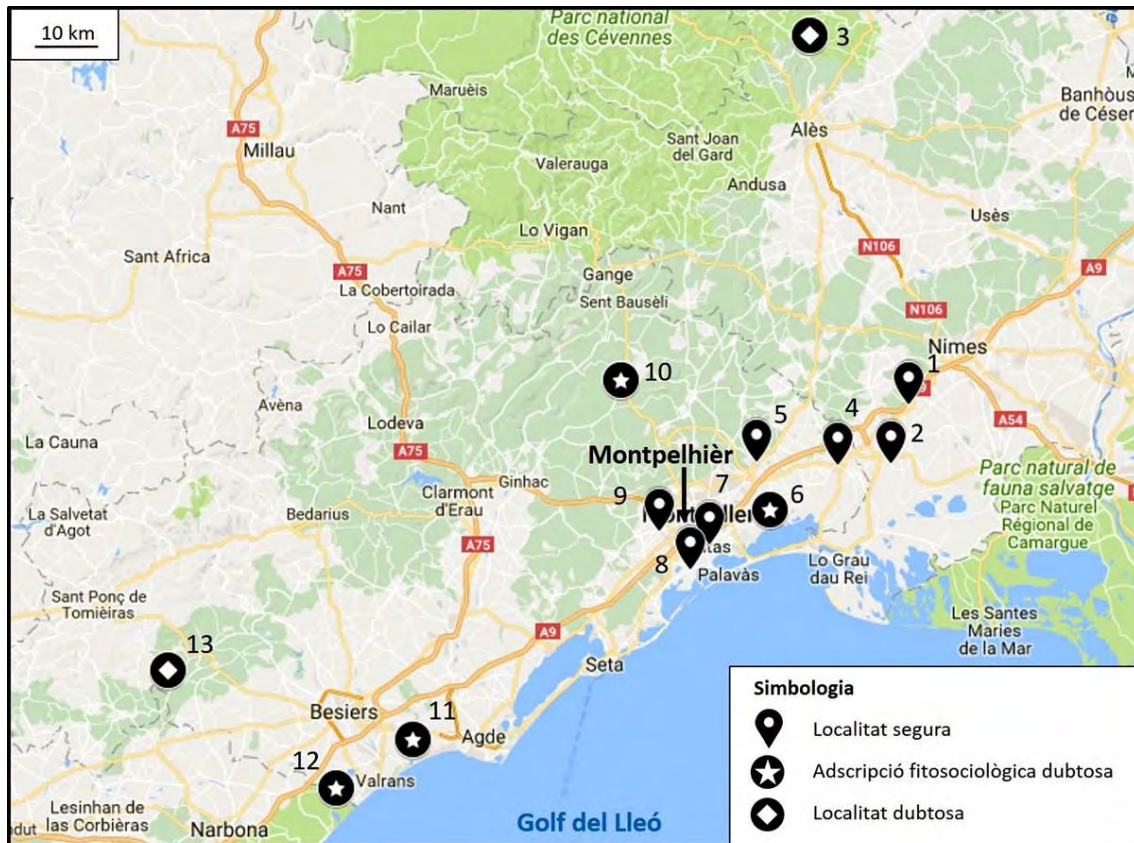 10 km
Parc national
des Cévennes
3
Maruèis
Banhòus
de Céser
A75
Millau
Alès
Sant Joan
del Gard
Valerauga
Andusa
Nant
Usès
Lo Vigan
N106
A9
Sant Africa
A75
Gange
La Cobertoirada
Sent Bausèli
N106
Lo Cailar
Nimes
10
1
Avèna
A54
5
4
2
La Cauna
Lodeva
Montpelhièr
Parc natural de
fauna salvatge
Parc Naturel
Régional de
Camargue
A75
Ginhac
9
7
6
Clarmont
d'Erau
La Salvetat
d'Agot
Bedarius
A75
8
Palavàs
Lo Grau
dau Rei
Sant Ponç de
Tomièiras
Les Santes
Maries
de la Mar
13
A9
Seta
Besiers
11
Agde
12
Valrans
Lesinhan de
las Corbièras
Narbona
Golf del Lleó
Simbologia
Localitat segura
Adscripció fitosociològica dubtosa
Localitat dubtosa